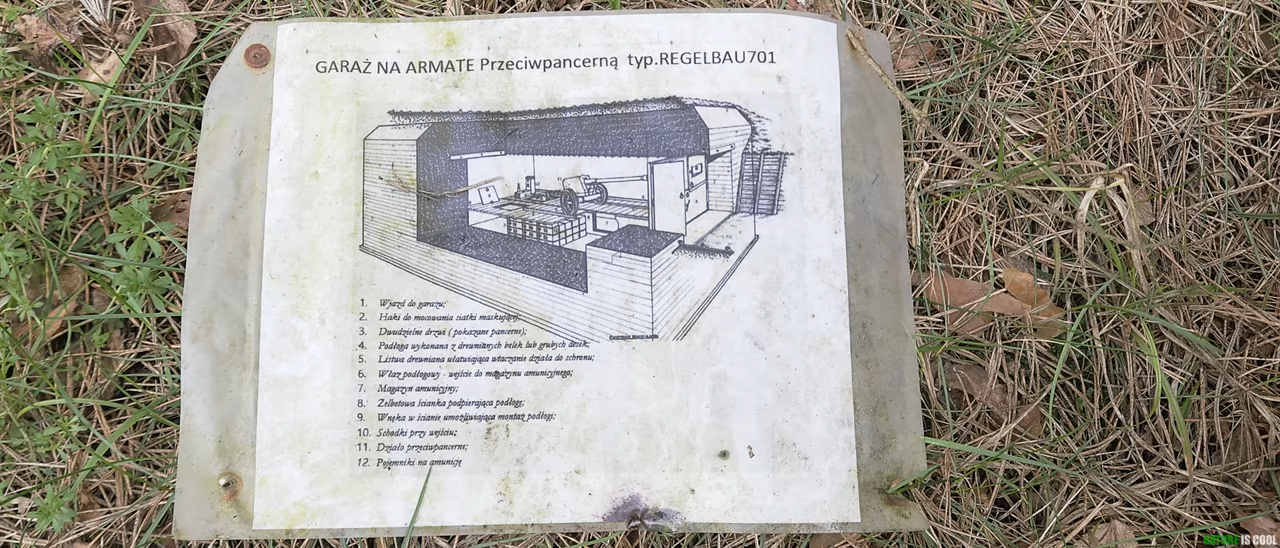 GARAŻ NA ARMATE Przeciwpancerną typ.REGELBAU701
1. Wjazd do garażu;
2. Haki do mocowania siatki maskującej;
3. Dwudzielne drzwi ( pokazane pancerne);
4. Podłoga wykonana z drewnianych belek lub grubych desek;
5. Listwa drewniana ułatwiająca wtaczanie działa do schronu;
6. Właz podłogowy - wejście do magazynu amunicyjnego;
7. Magazyn amunicyjny;
8. Żelbetowa ścianka podpierająca podłogę;
9. Wnęka w ścianie umożliwiająca montaż podłogi;
10. Schodki przy wejściu;
11. Działo przeciwpancerne;
12. Pojemniki na amunicję
IS COOL